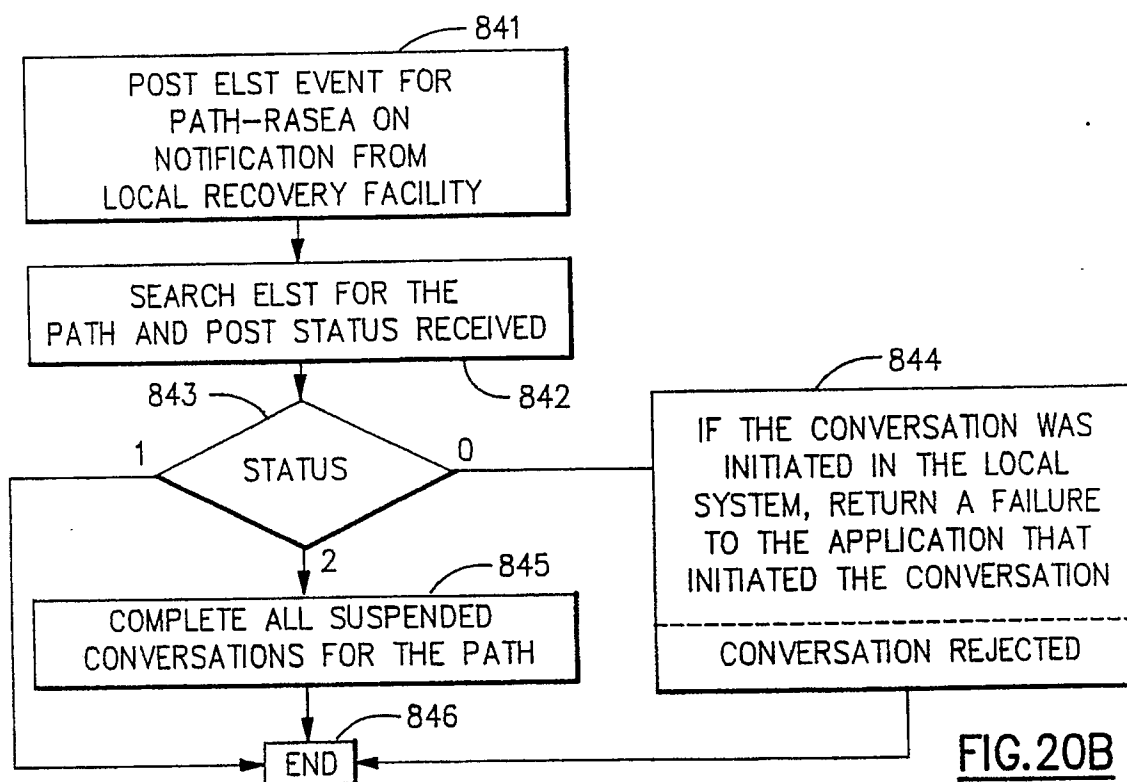 841
POST ELST EVENT FOR
PATH-RASEA ON
NOTIFICATION FROM
LOCAL RECOVERY FACILITY
SEARCH ELST FOR THE
PATH AND POST STATUS RECEIVED
842
843
1
STATUS
0
2
844
IF THE CONVERSATION WAS
INITIATED IN THE LOCAL
SYSTEM, RETURN A FAILURE
TO THE APPLICATION THAT
INITIATED THE CONVERSATION
CONVERSATION REJECTED
845
COMPLETE ALL SUSPENDED
CONVERSATIONS FOR THE PATH
846
END
FIG.20B